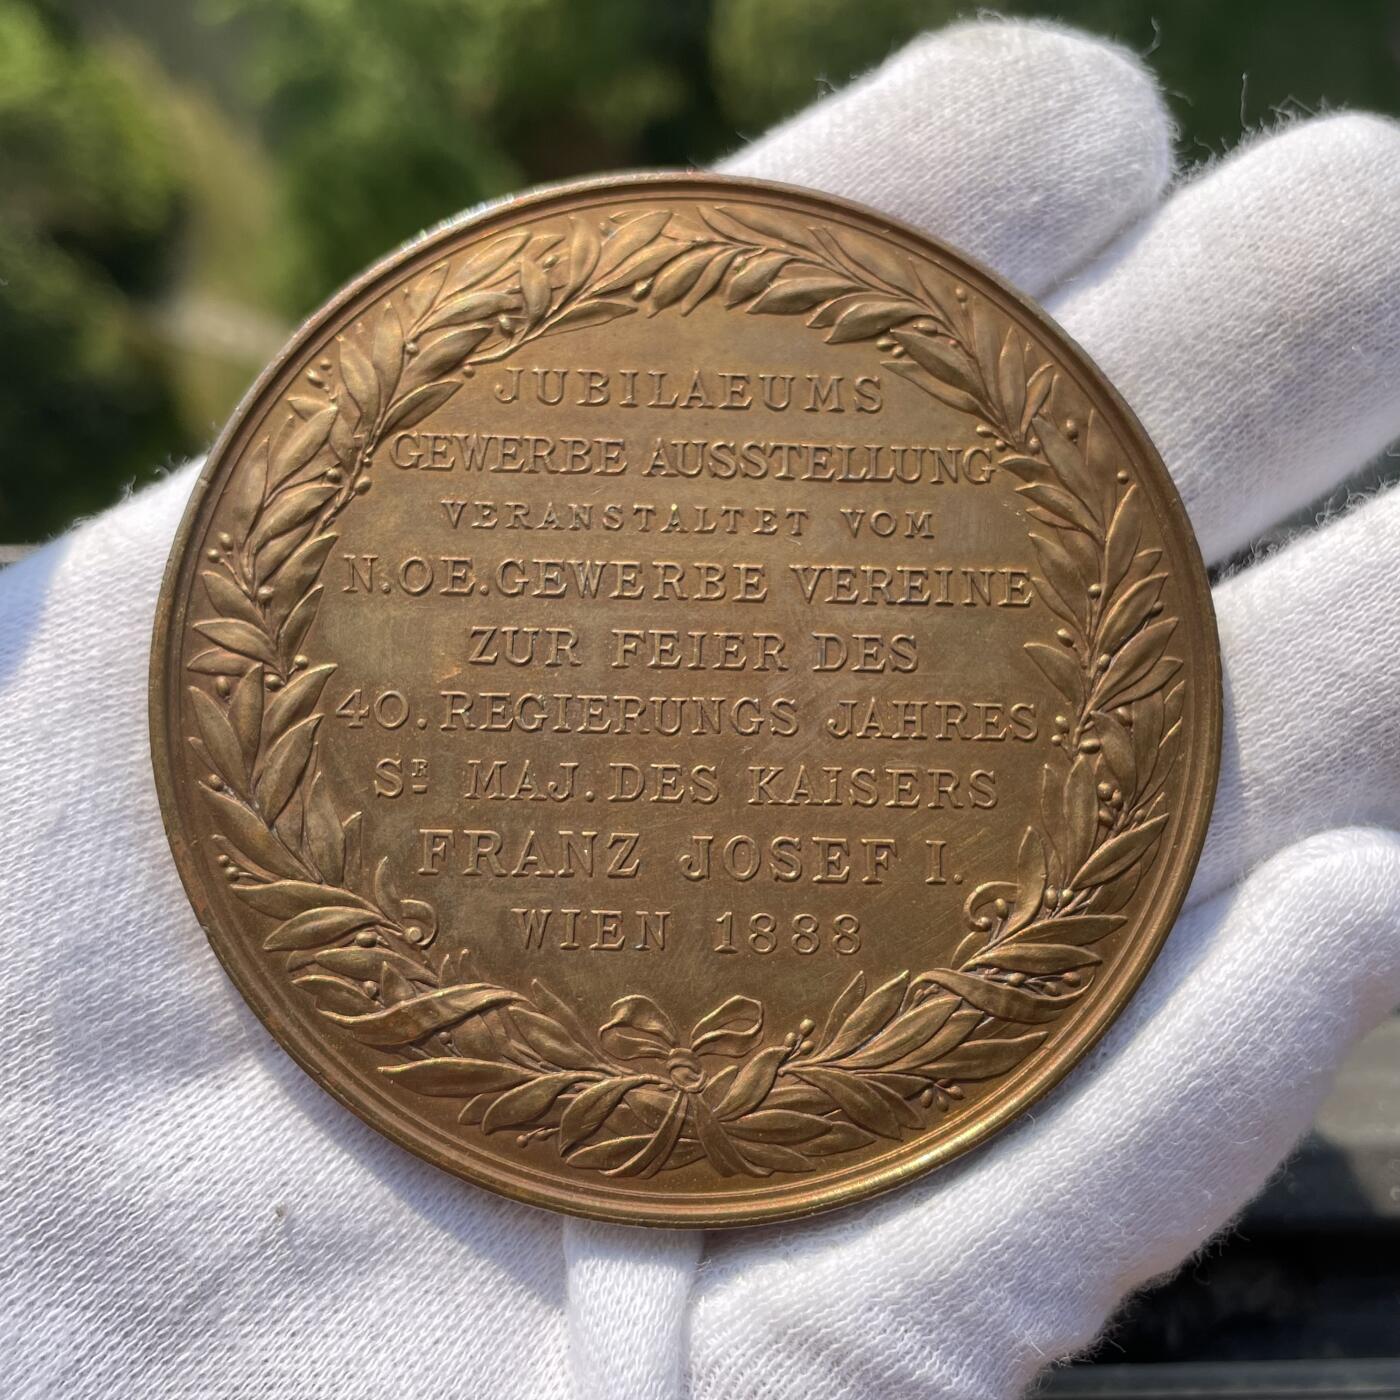 JUBILAEUMS
GEWERBE AUSSTELLUNG
VERANSTALTET VOM
N.OE.GEWERBE VEREINE
ZUR FEIER DES
40. REGIERUNGS JAHRES
SR MAJ. DES KAISERS
FRANZ JOSEF I.
WIEN 1888